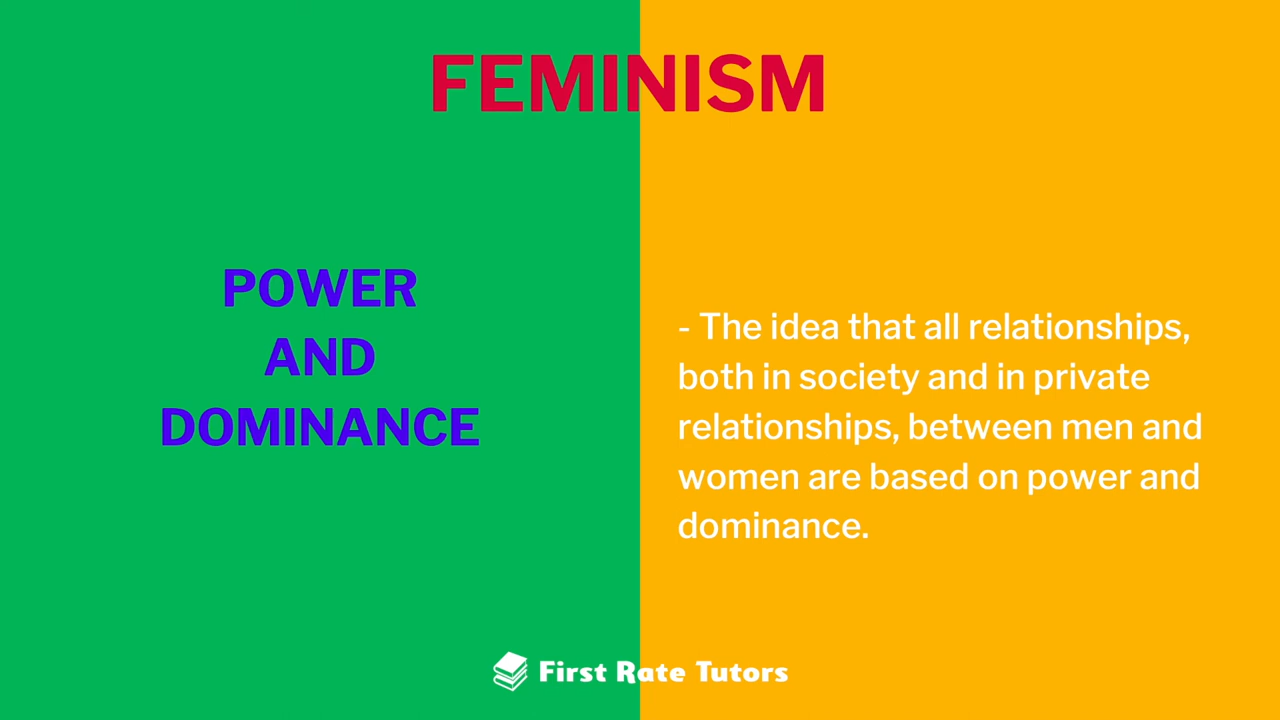 FEMINISM
POWER
AND
DOMINANCE
- The idea that all relationships,
both in society and in private
relationships, between men and
women are based on power and
dominance.
First Rate Tutors